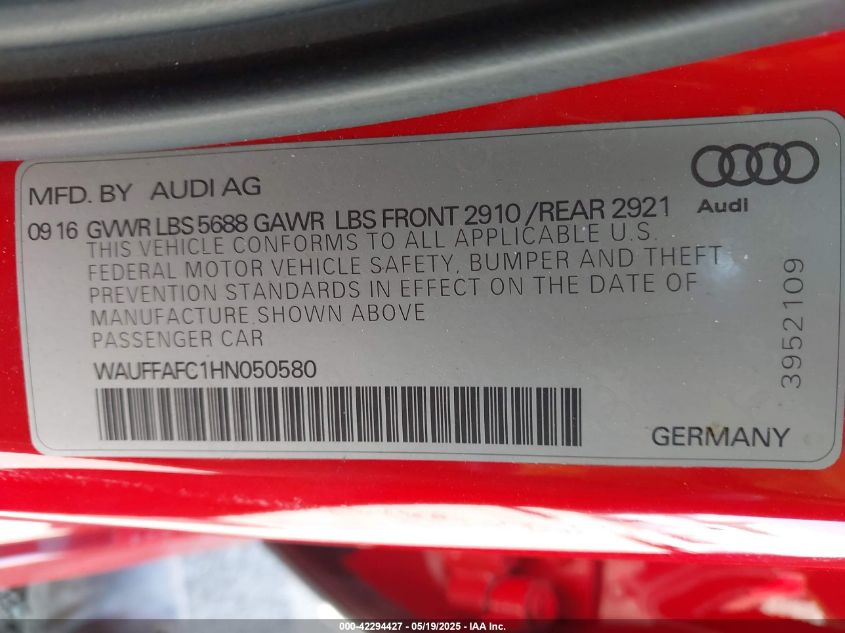 MFD. BY AUDI AG
Audi
09 16 GVWR LBS 5688 GAWR LBS FRONT 2910 /REAR 2921
THIS VEHICLE CONFORMS TO ALL APPLICABLE U.S.
FEDERAL MOTOR VEHICLE SAFETY, BUMPER AND THEFT
PREVENTION STANDARDS IN EFFECT ON THE DATE OF
MANUFACTURE,SHOWN ABOVE
PASSENGER CAR
WAUFFAFC1HN050580
3952109
GERMANY
000-42294427 - 05/19/2025 - IAA Inc.